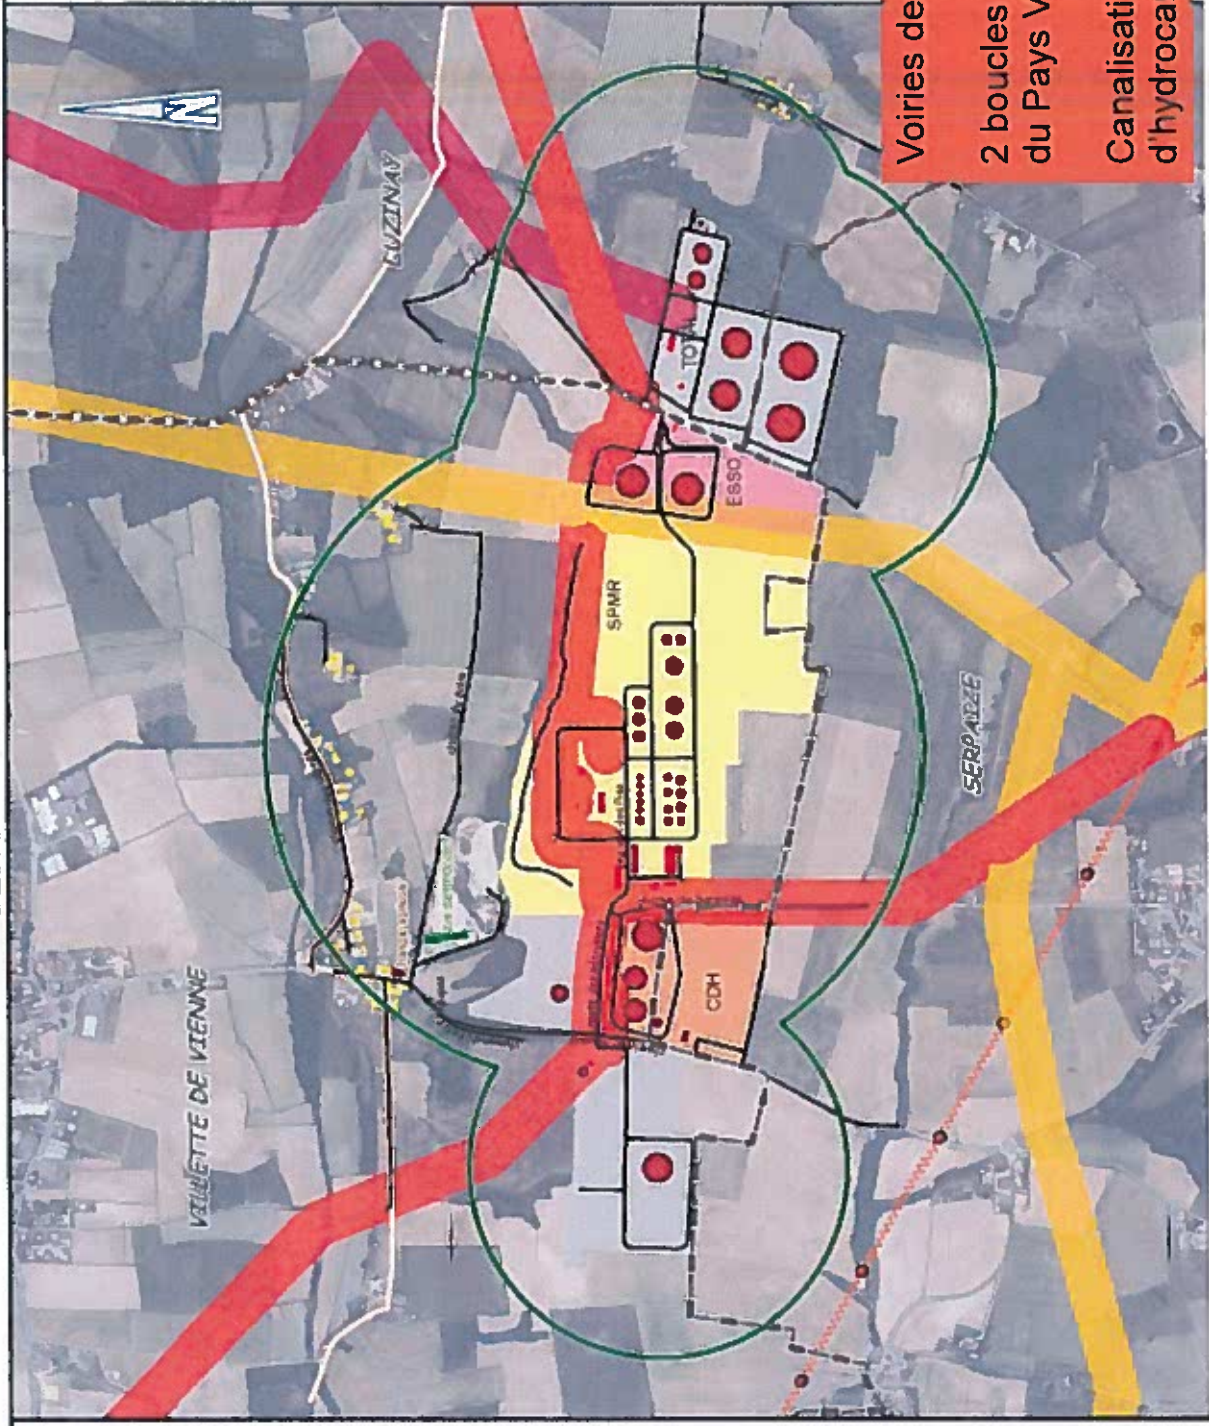 VILLETTE DE VIENNE
LUZINAY
SERPAIZE
SPMR
ESSO
TOTAL
CDH
Voiries de
2 boucles
du Pays V
Canalisati
d'hydroca
N